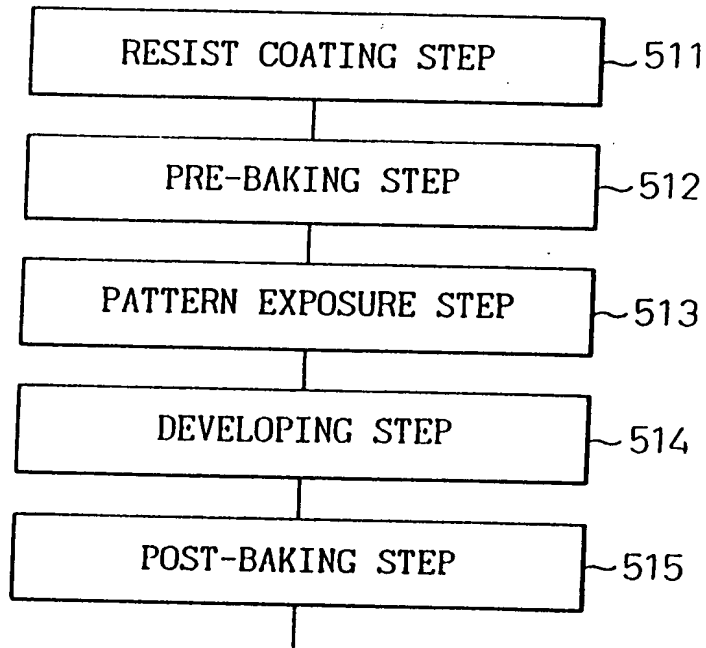 RESIST COATING STEP 511
PRE-BAKING STEP 512
PATTERN EXPOSURE STEP 513
DEVELOPING STEP 514
POST-BAKING STEP 515